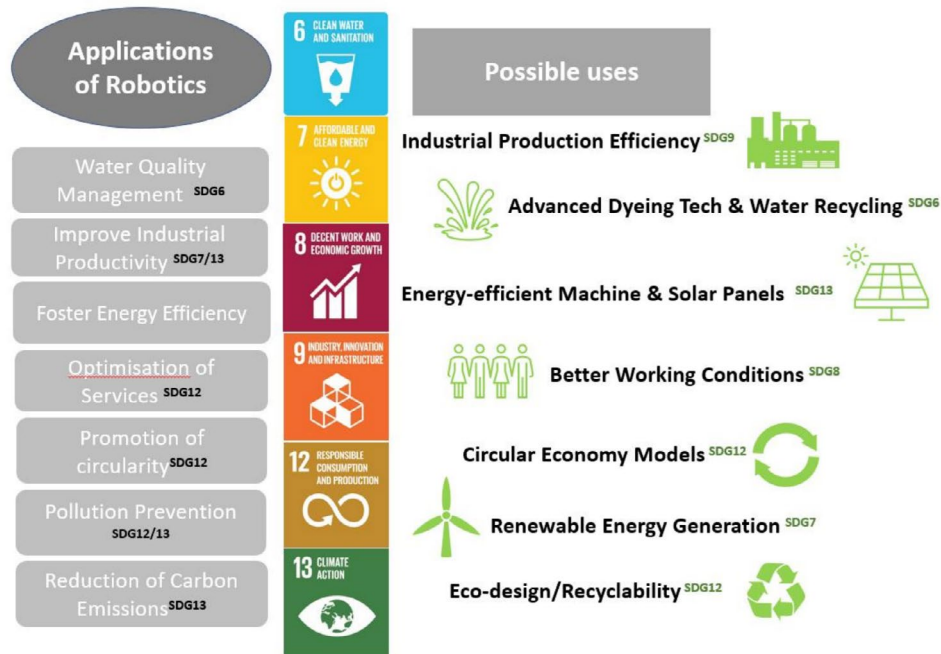 Applications
of Robotics
Water Quality
Management SDG6
Improve Industrial
Productivity SDG7/13
Foster Energy Efficiency
Optimisation of
Services SDG12
Promotion of
circularity SDG12
Pollution Prevention
SDG12/13
Reduction of Carbon
Emissions SDG13
6 CLEAN WATER
AND SANITATION
7 AFFORDABLE AND
CLEAN ENERGY
8 DECENT WORK AND
ECONOMIC GROWTH
9 INDUSTRY, INNOVATION
AND INFRASTRUCTURE
12 RESPONSIBLE
CONSUMPTION
AND PRODUCTION
13 CLIMATE
ACTION
Possible uses
Industrial Production Efficiency SDG9
Advanced Dyeing Tech & Water Recycling SDG6
Energy-efficient Machine & Solar Panels SDG13
Better Working Conditions SDG8
Circular Economy Models SDG12
Renewable Energy Generation SDG7
Eco-design/Recyclability SDG12